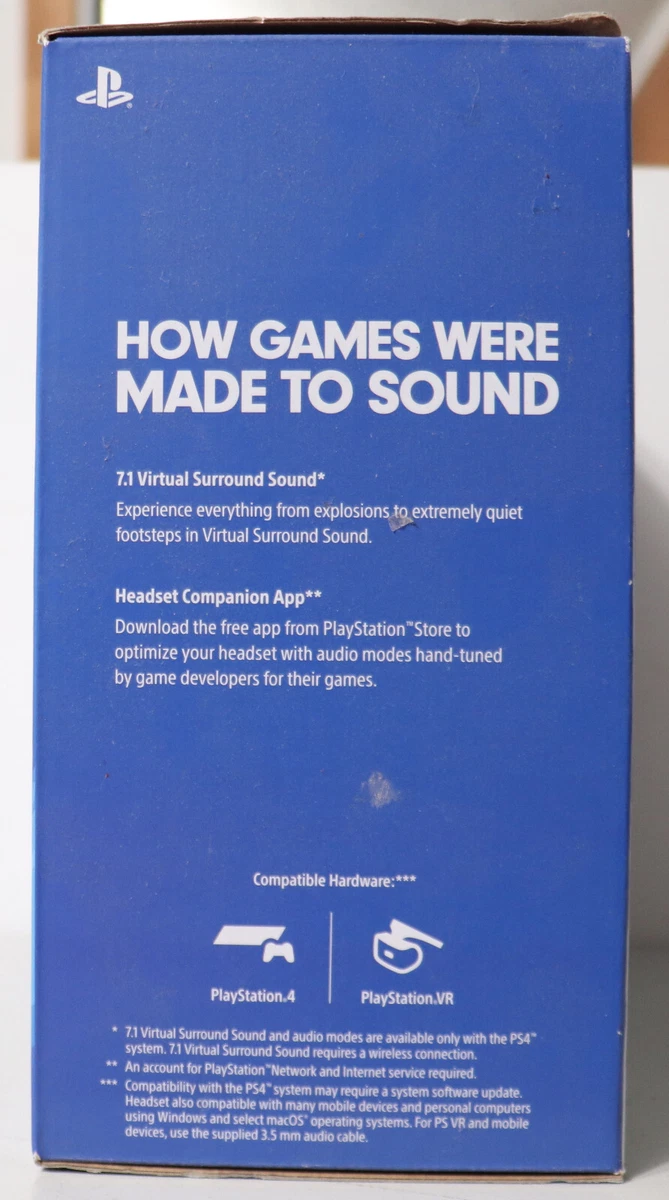 HOW GAMES WERE
MADE TO SOUND
7.1 Virtual Surround Sound*
Experience everything from explosions to extremely quiet
footsteps in Virtual Surround Sound.
Headset Companion App**
Download the free app from PlayStation™Store to
optimize your headset with audio modes hand-tuned
by game developers for their games.
Compatible Hardware:***
PlayStation®4
PlayStation®VR
* 7.1 Virtual Surround Sound and audio modes are available only with the PS4™
system. 7.1 Virtual Surround Sound requires a wireless connection.
** An account for PlayStation™Network and Internet service required.
*** Compatibility with the PS4™ system may require a system software update.
Headset also compatible with many mobile devices and personal computers
using Windows and select macOS® operating systems. For PS VR and mobile
devices, use the supplied 3.5 mm audio cable.